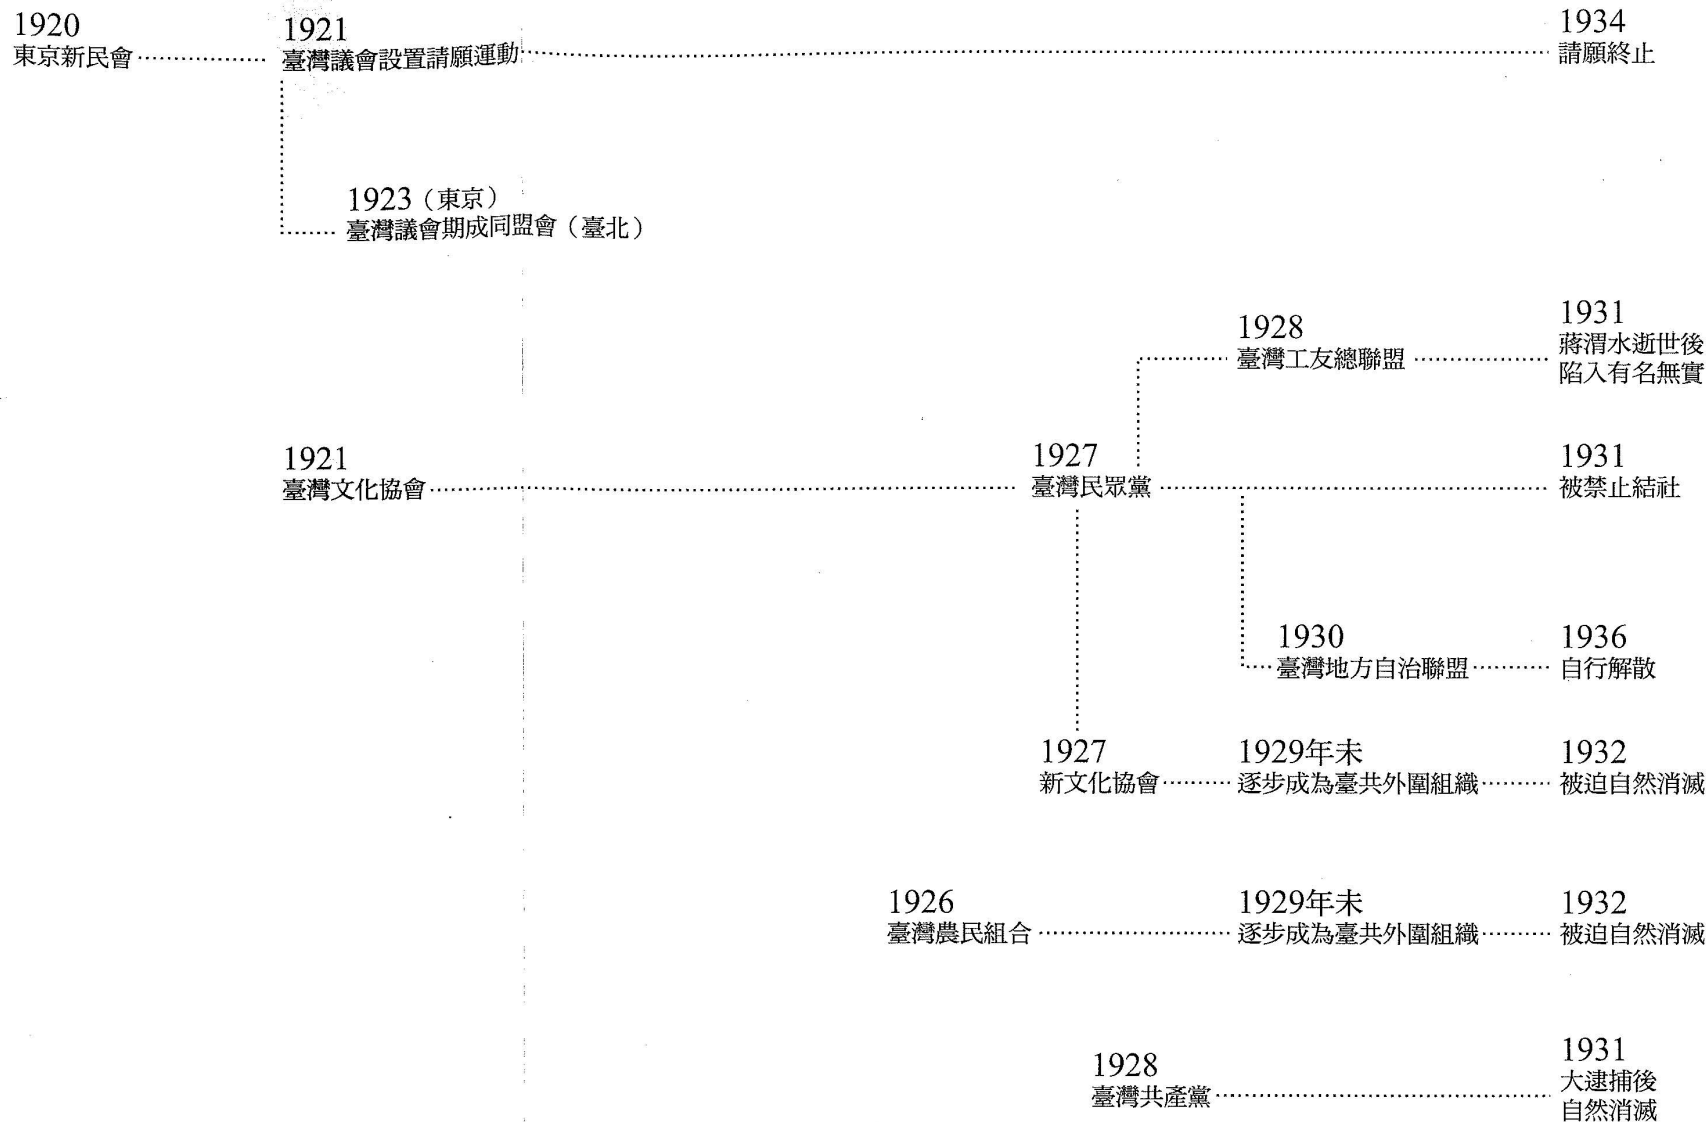 1920
東京新民會
1921
臺灣議會設置請願運動
1934
請願終止
1923（東京）
臺灣議會期成同盟會（臺北）
1928
臺灣工友總聯盟
1931
蔣渭水逝世後
陷入有名無實
1921
臺灣文化協會
1927
臺灣民眾黨
1931
被禁止結社
1930
臺灣地方自治聯盟
1936
自行解散
1927
新文化協會
1929年未
逐步成為臺共外圍組織
1932
被迫自然消滅
1926
臺灣農民組合
1929年未
逐步成為臺共外圍組織
1932
被迫自然消滅
1928
臺灣共產黨
1931
大逮捕後
自然消滅